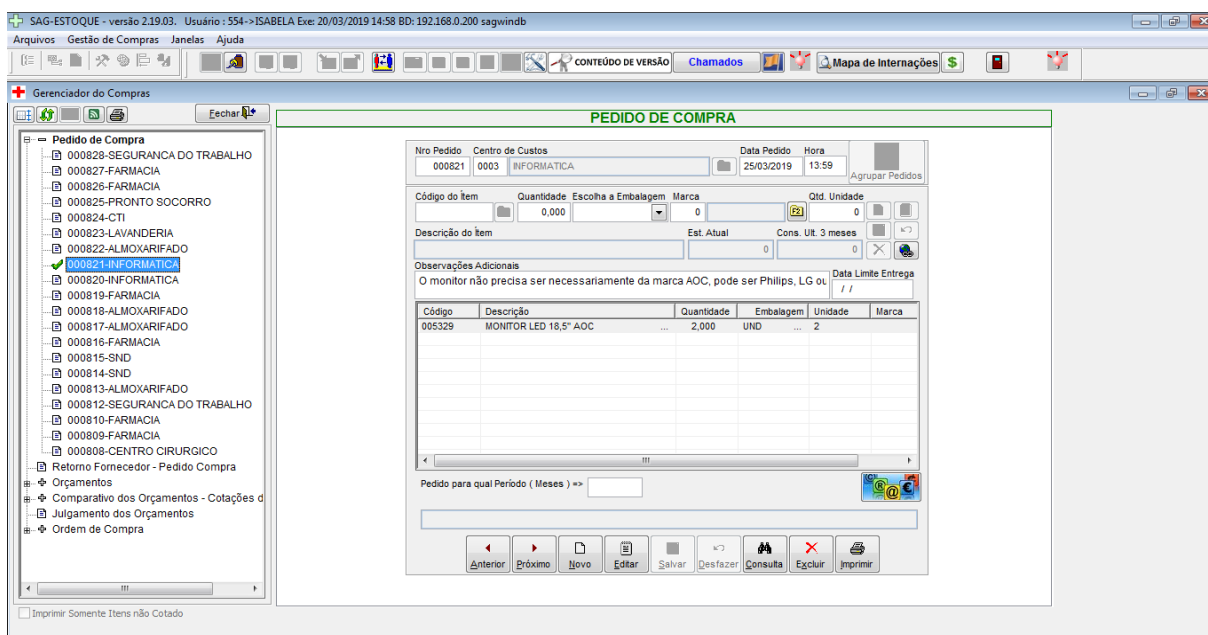 SAG-ESTOQUE - versão 2.19.03. Usuário : 554->ISABELA Exe: 20/03/2019 14:58 BD: 192.168.0.200 sagwindb
Arquivos Gestão de Compras Janelas Ajuda
CONTEÚDO DE VERSÃO Chamados Mapa de Internações
Gerenciador do Compras
Fechar
PEDIDO DE COMPRA
Pedido de Compra
000828-SEGURANCA DO TRABALHO
000827-FARMACIA
000826-FARMACIA
000825-PRONTO SOCORRO
000824-CTI
000823-LAVANDERIA
000822-ALMOXARIFADO
000821-INFORMATICA
000820-INFORMATICA
000819-FARMACIA
000818-ALMOXARIFADO
000817-ALMOXARIFADO
000816-FARMACIA
000815-SND
000814-SND
000813-ALMOXARIFADO
000812-SEGURANCA DO TRABALHO
000810-FARMACIA
000809-FARMACIA
000808-CENTRO CIRURGICO
Retorno Fornecedor - Pedido Compra
Orçamentos
Comparativo dos Orçamentos - Cotações d
Julgamento dos Orçamentos
Ordem de Compra
Imprimir Somente Itens não Cotado
Nro Pedido Centro de Custos Data Pedido Hora
000821 0003 INFORMATICA 25/03/2019 13:59
Agrupar Pedidos
Código do Ítem Quantidade Escolha a Embalagem Marca Qtd. Unidade
0,000 0 F2 0
Descrição do Ítem Est. Atual Cons. Ult. 3 meses
0 0
Observações Adicionais Data Limite Entrega
O monitor não precisa ser necessariamente da marca AOC, pode ser Philips, LG ou / /
Código Descrição Quantidade Embalagem Unidade Marca
005329 MONITOR LED 18,5" AOC ... 2,000 UND ... 2
Pedido para qual Período ( Meses ) =>
Anterior Próximo Novo Editar Salvar Desfazer Consulta Excluir Imprimir